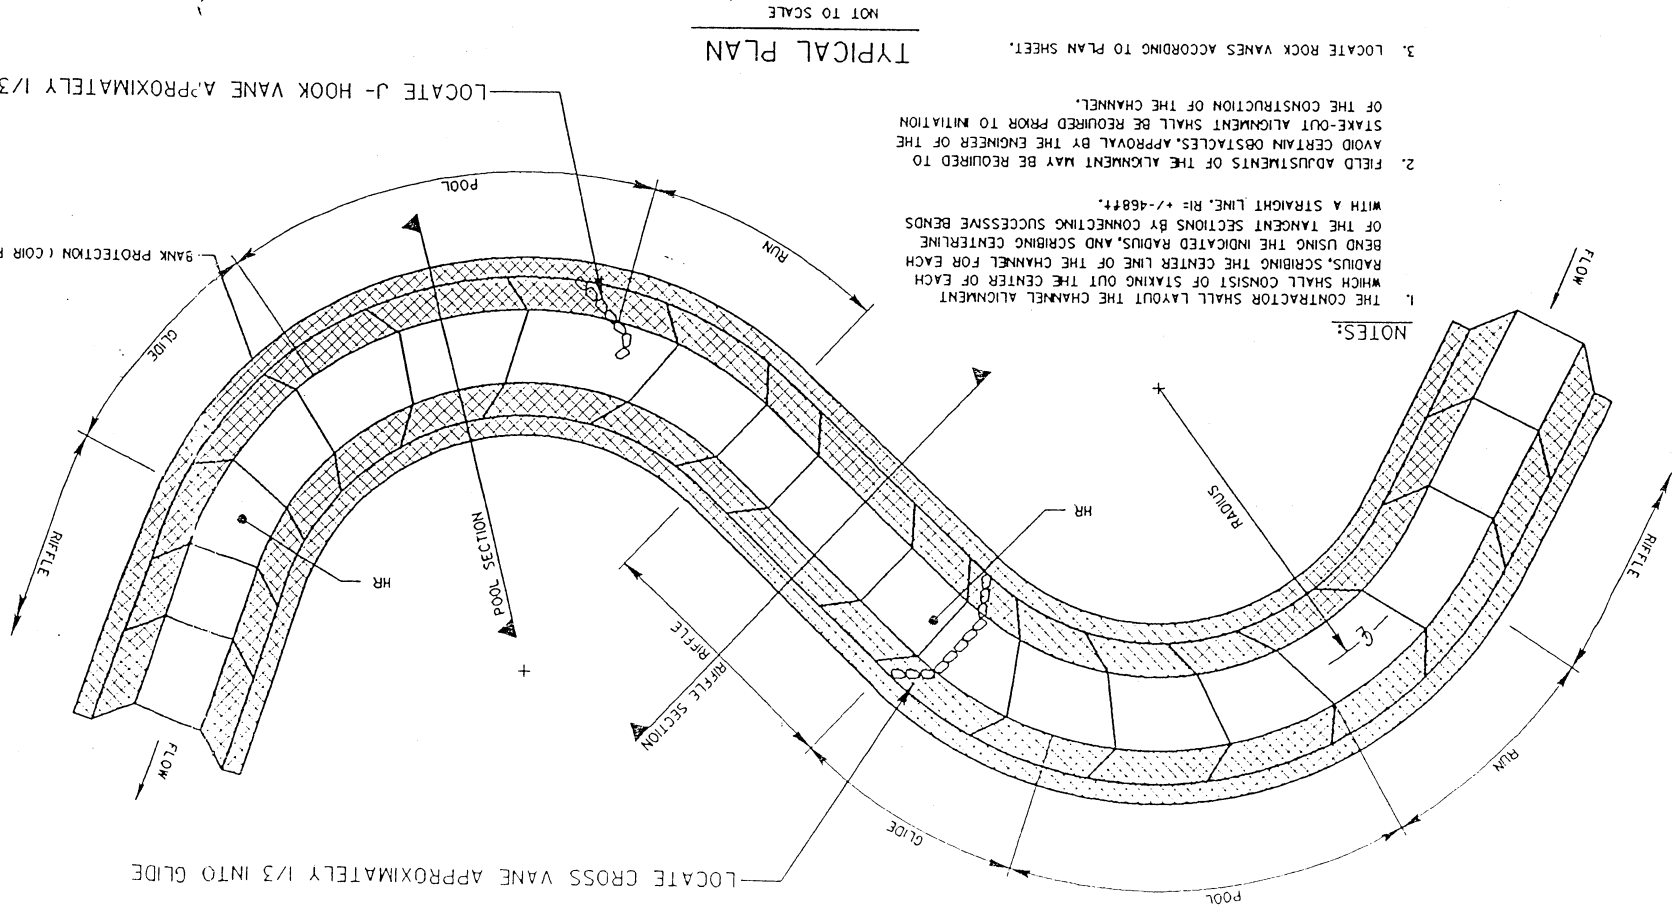 LOCATE CROSS VANE APPROXIMATELY 1/3 INTO GLIDE
POOL
GLIDE
RUN
RIFFLE
FLOW
RADIUS
HR
RIFFLE SECTION
RIFFLE
POOL SECTION
HR
FLOW
RIFFLE
GLIDE
POOL
RUN
FLOW
BANK PROTECTION ( COIR
LOCATE J- HOOK VANE APPROXIMATELY 1/3
NOTES:
1. THE CONTRACTOR SHALL LAYOUT THE CHANNEL ALIGNMENT
WHICH SHALL CONSIST OF STAKING OUT THE CENTER OF EACH
RADIUS, SCRIBING THE CENTER LINE OF THE CHANNEL FOR EACH
BEND USING THE INDICATED RADIUS, AND SCRIBING CENTERLINE
OF THE TANGENT SECTIONS BY CONNECTING SUCCESSIVE BENDS
WITH A STRAIGHT LINE. R1= +/-468ft.
2. FIELD ADJUSTMENTS OF THE ALIGNMENT MAY BE REQUIRED TO
AVOID CERTAIN OBSTACLES. APPROVAL BY THE ENGINEER OF THE
STAKE-OUT ALIGNMENT SHALL BE REQUIRED PRIOR TO INITIATION
OF THE CONSTRUCTION OF THE CHANNEL.
3. LOCATE ROCK VANES ACCORDING TO PLAN SHEET.
TYPICAL PLAN
NOT TO SCALE